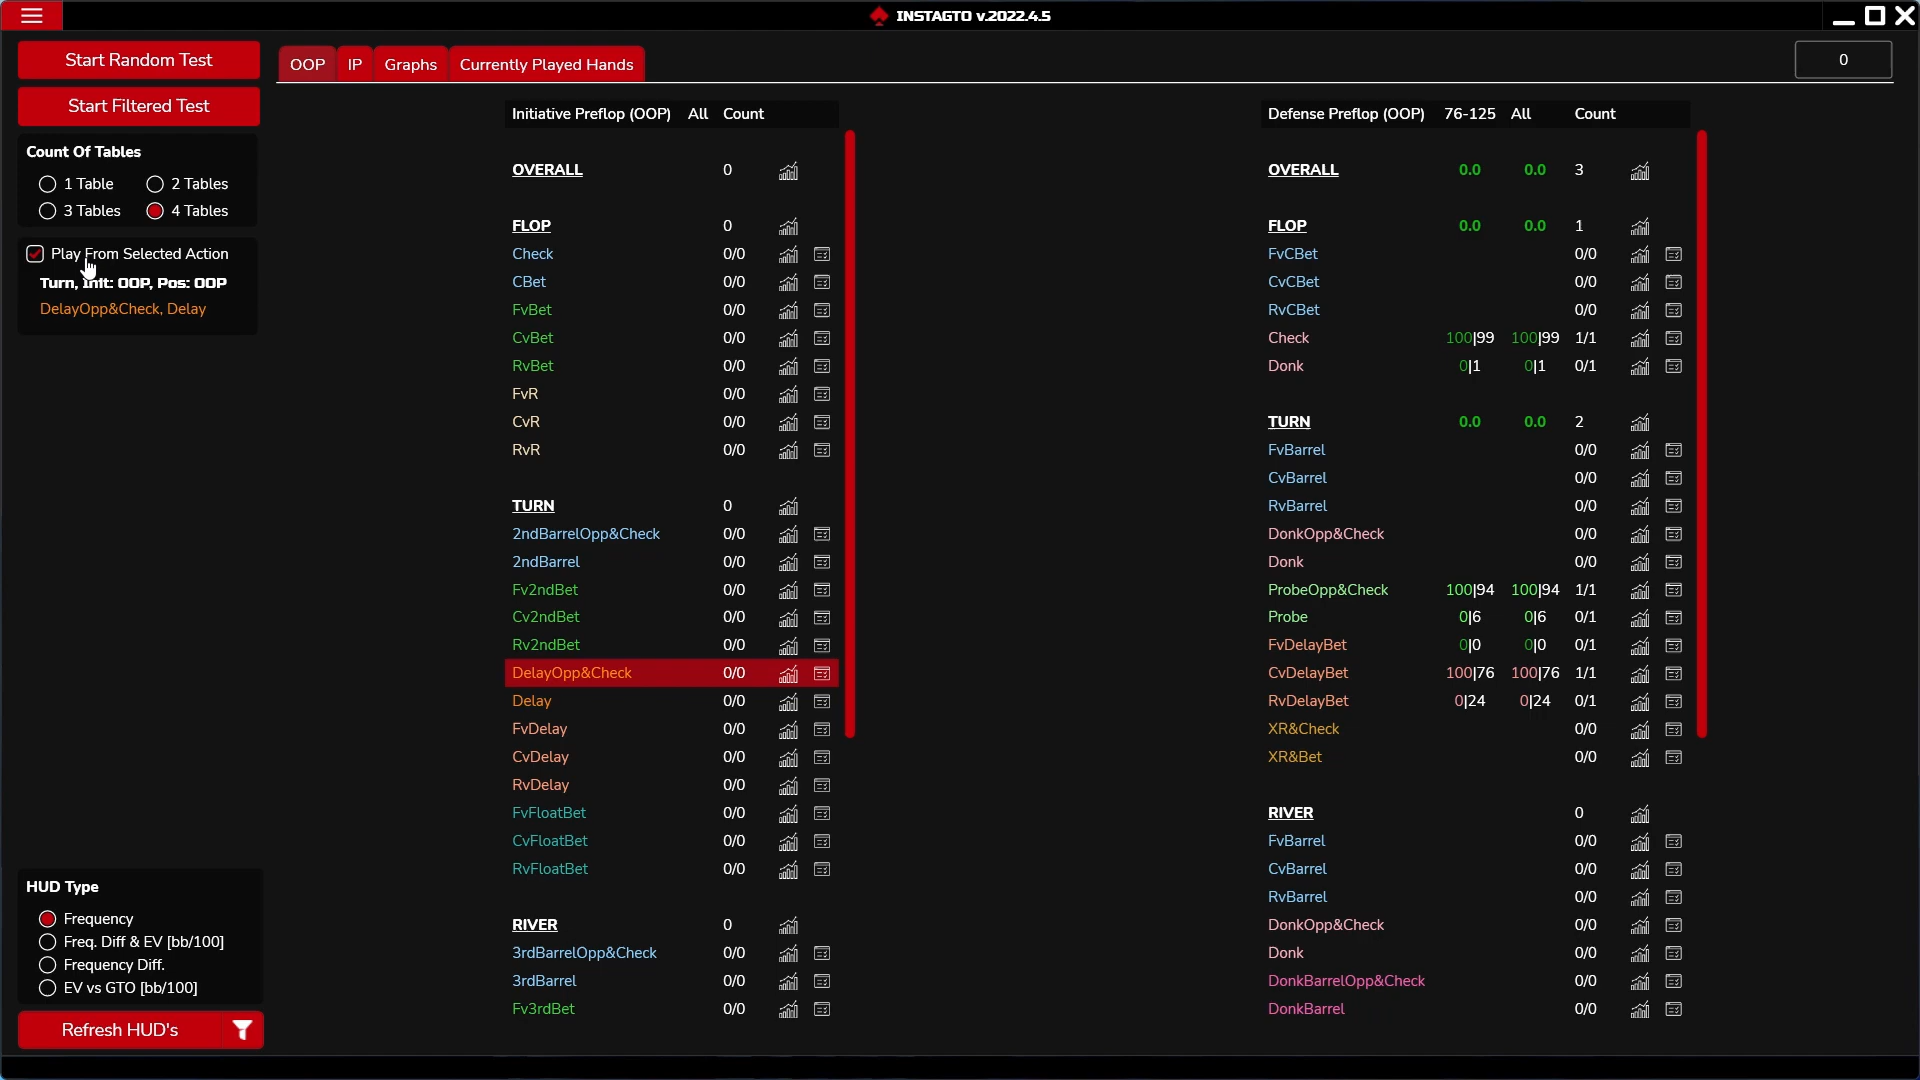 INSTAGTO v.2022.4.5
Start Random Test
Start Filtered Test
Count Of Tables
1 Table 2 Tables
3 Tables 4 Tables
Play From Selected Action
Turn, Init: OOP, Pos: OOP
DelayOpp&Check, Delay
HUD Type
Frequency
Freq. Diff & EV [bb/100]
Frequency Diff.
EV vs GTO [bb/100]
Refresh HUD's
OOP IP Graphs Currently Played Hands
0
Initiative Preflop (OOP) All Count
OVERALL 0
FLOP 0
Check 0/0
CBet 0/0
FvBet 0/0
CvBet 0/0
RvBet 0/0
FvR 0/0
CvR 0/0
RvR 0/0
TURN 0
2ndBarrelOpp&Check 0/0
2ndBarrel 0/0
Fv2ndBet 0/0
Cv2ndBet 0/0
Rv2ndBet 0/0
DelayOpp&Check 0/0
Delay 0/0
FvDelay 0/0
CvDelay 0/0
RvDelay 0/0
FvFloatBet 0/0
CvFloatBet 0/0
RvFloatBet 0/0
RIVER 0
3rdBarrelOpp&Check 0/0
3rdBarrel 0/0
Fv3rdBet 0/0
Defense Preflop (OOP) 76-125 All Count
OVERALL 0.0 0.0 3
FLOP 0.0 0.0 1
FvCBet 0/0
CvCBet 0/0
RvCBet 0/0
Check 100|99 100|99 1/1
Donk 0|1 0|1 0/1
TURN 0.0 0.0 2
FvBarrel 0/0
CvBarrel 0/0
RvBarrel 0/0
DonkOpp&Check 0/0
Donk 0/0
ProbeOpp&Check 100|94 100|94 1/1
Probe 0|6 0|6 0/1
FvDelayBet 0|0 0|0 0/1
CvDelayBet 100|76 100|76 1/1
RvDelayBet 0|24 0|24 0/1
XR&Check 0/0
XR&Bet 0/0
RIVER 0
FvBarrel 0/0
CvBarrel 0/0
RvBarrel 0/0
DonkOpp&Check 0/0
Donk 0/0
DonkBarrelOpp&Check 0/0
DonkBarrel 0/0